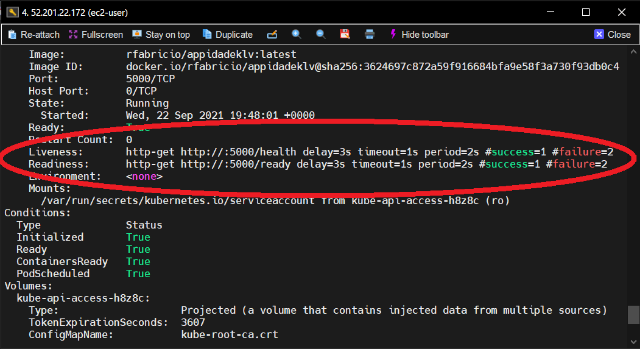 4. 52.201.22.172 (ec2-user)
Re-attach Fullscreen Stay on top Duplicate Hide toolbar Close
Image: rfabricio/appidadeklv:latest
Image ID: docker.io/rfabricio/appidadeklv@sha256:3624697c872a59f916684bfa9e58f3a730f93db0c4
Port: 5000/TCP
Host Port: 0/TCP
State: Running
Started: Wed, 22 Sep 2021 19:48:01 +0000
Ready: True
Restart Count: 0
Liveness: http-get http://:5000/health delay=3s timeout=1s period=2s #success=1 #failure=2
Readiness: http-get http://:5000/ready delay=3s timeout=1s period=2s #success=1 #failure=2
Environment: <none>
Mounts:
/var/run/secrets/kubernetes.io/serviceaccount from kube-api-access-h8z8c (ro)
Conditions:
Type Status
Initialized True
Ready True
ContainersReady True
PodScheduled True
Volumes:
kube-api-access-h8z8c:
Type: Projected (a volume that contains injected data from multiple sources)
TokenExpirationSeconds: 3607
ConfigMapName: kube-root-ca.crt